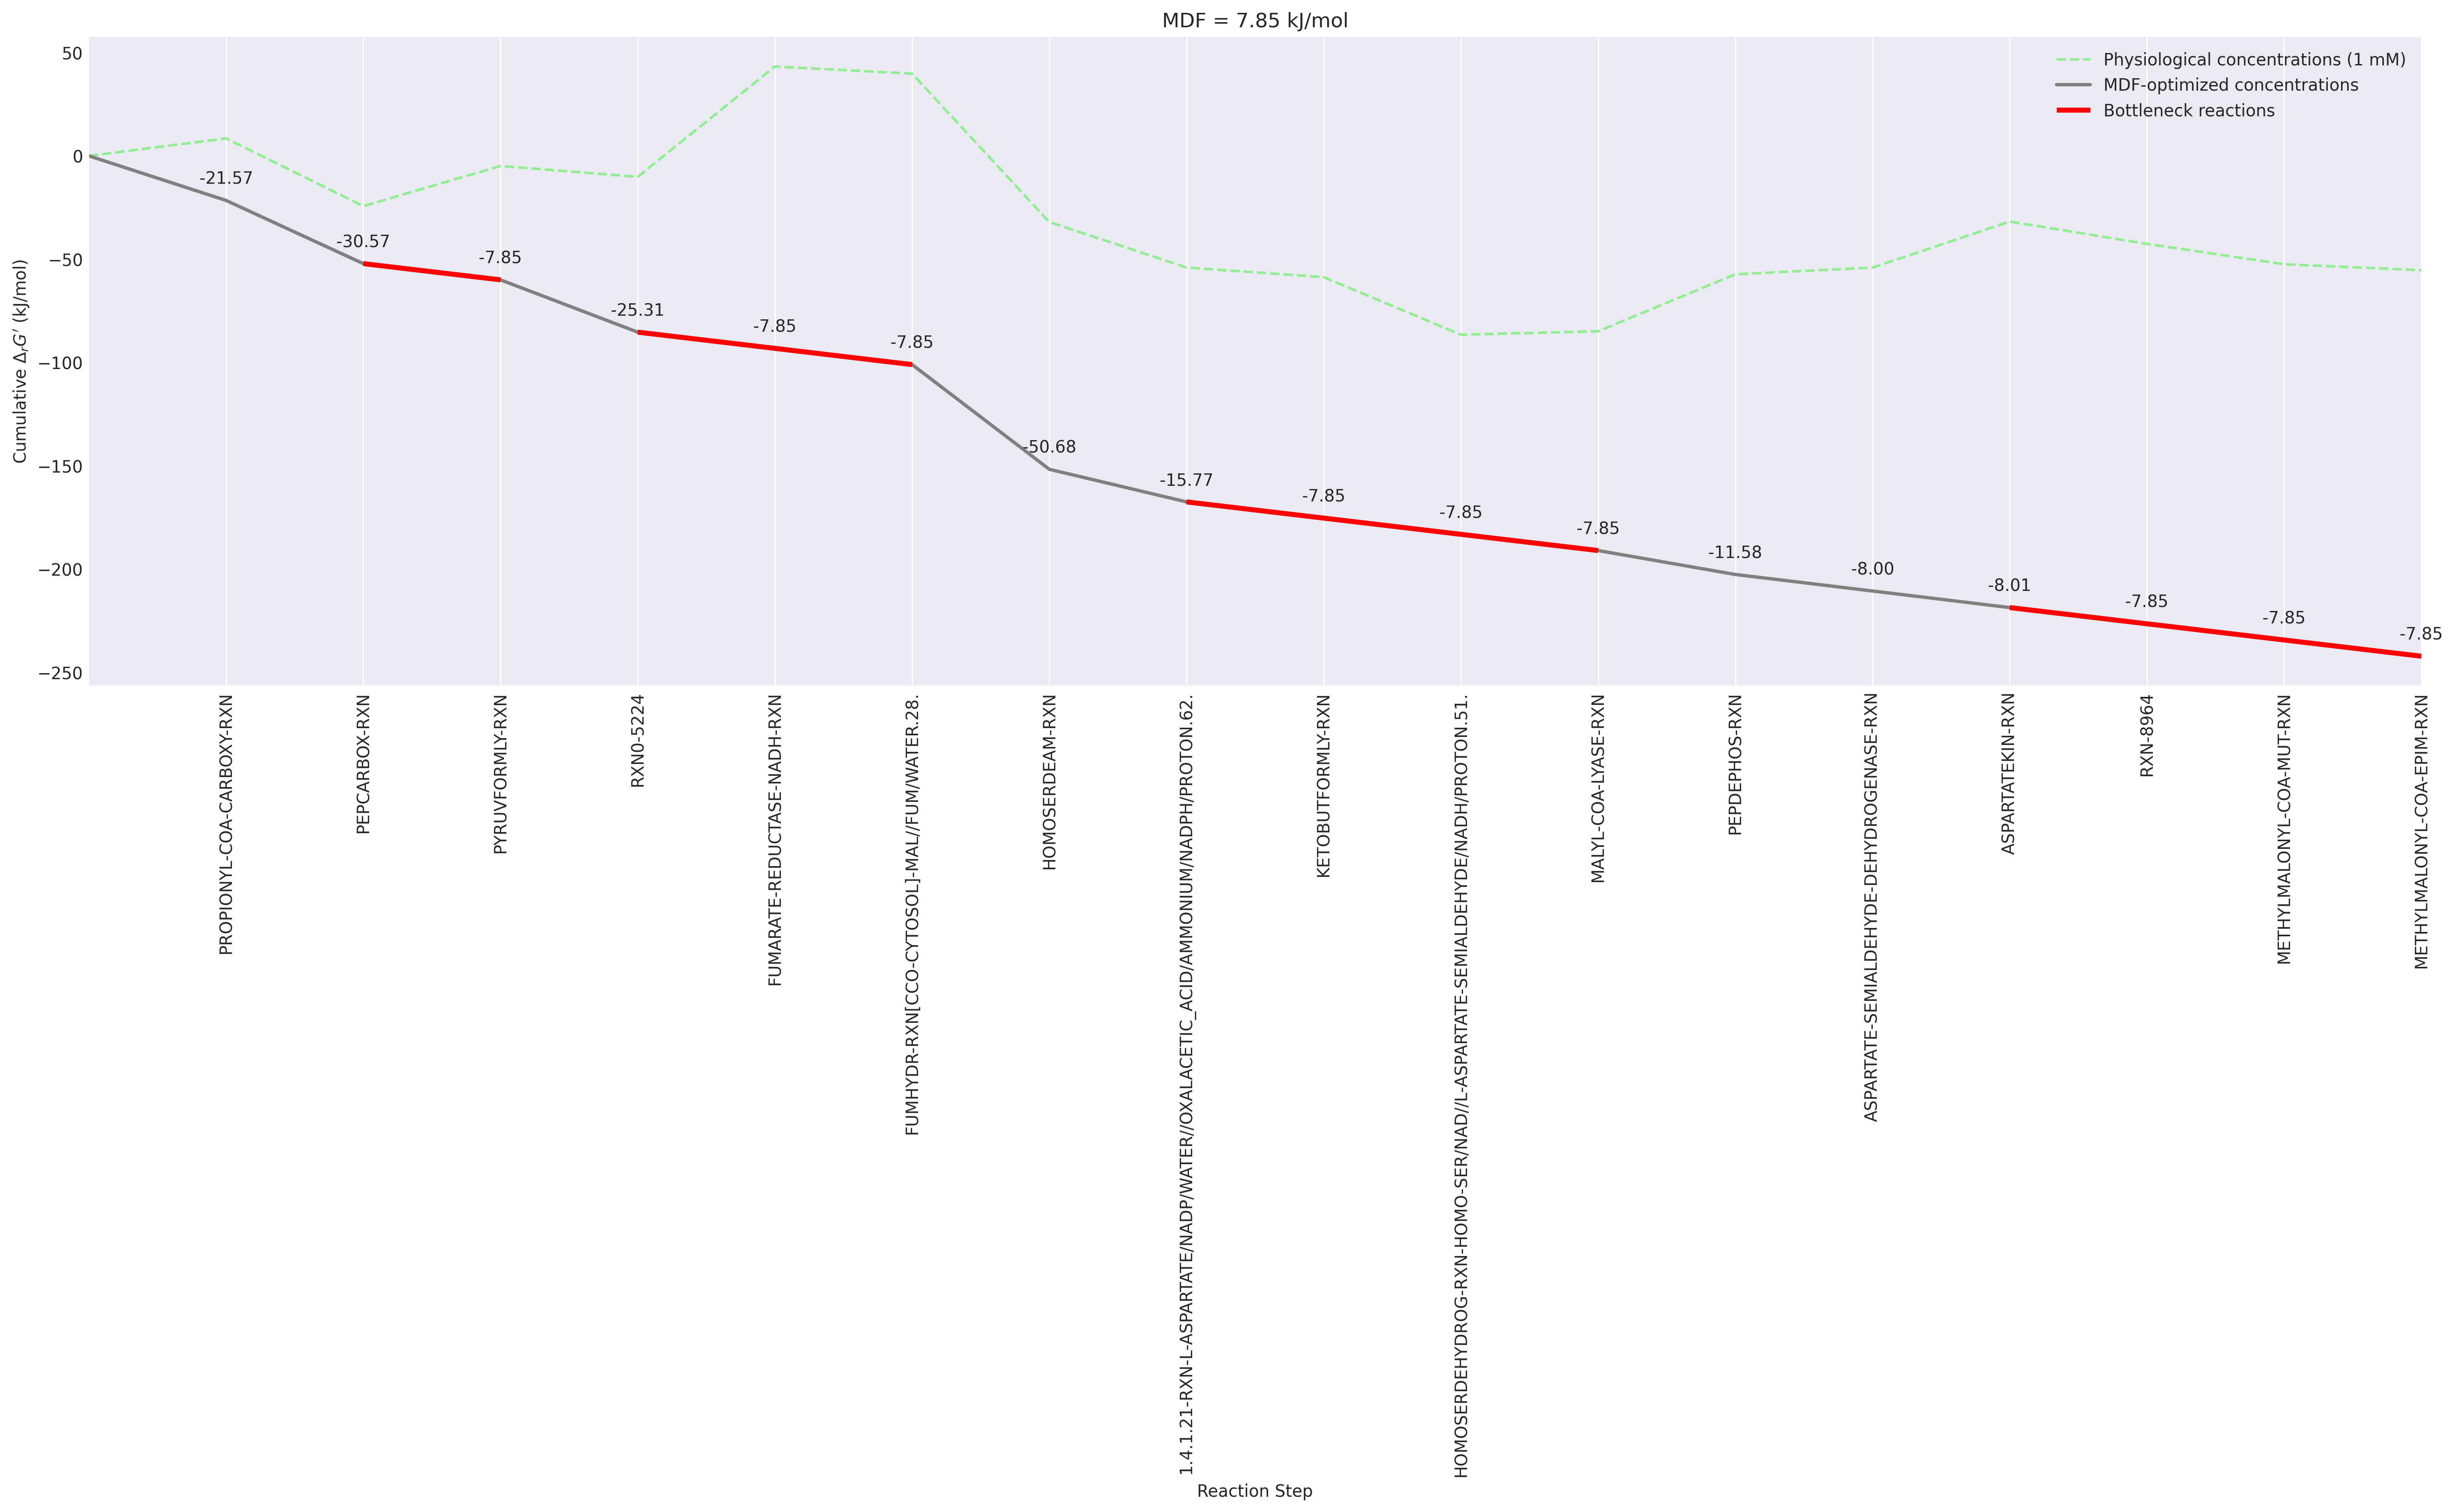 MDF = 7.85 kJ/mol
Physiological concentrations (1 mM)
MDF-optimized concentrations
Bottleneck reactions
Cumulative ΔrG′ (kJ/mol)
50
0
−50
−100
−150
−200
−250
-21.57
-30.57
-7.85
-25.31
-7.85
-7.85
-50.68
-15.77
-7.85
-7.85
-7.85
-11.58
-8.00
-8.01
-7.85
-7.85
-7.85
PROPIONYL-COA-CARBOXY-RXN
PEPCARBOX-RXN
PYRUVFORMLY-RXN
RXN0-5224
FUMARATE-REDUCTASE-NADH-RXN
FUMHYDR-RXN[CCO-CYTOSOL]-MAL//FUM/WATER.28.
HOMOSERDEAM-RXN
1.4.1.21-RXN-L-ASPARTATE/NADP/WATER//OXALACETIC_ACID/AMMONIUM/NADPH/PROTON.62.
KETOBUTFORMLY-RXN
HOMOSERDEHYDROG-RXN-HOMO-SER/NAD//L-ASPARTATE-SEMIALDEHYDE/NADH/PROTON.51.
MALYL-COA-LYASE-RXN
PEPDEPHOS-RXN
ASPARTATE-SEMIALDEHYDE-DEHYDROGENASE-RXN
ASPARTATEKIN-RXN
RXN-8964
METHYLMALONYL-COA-MUT-RXN
METHYLMALONYL-COA-EPIM-RXN
Reaction Step